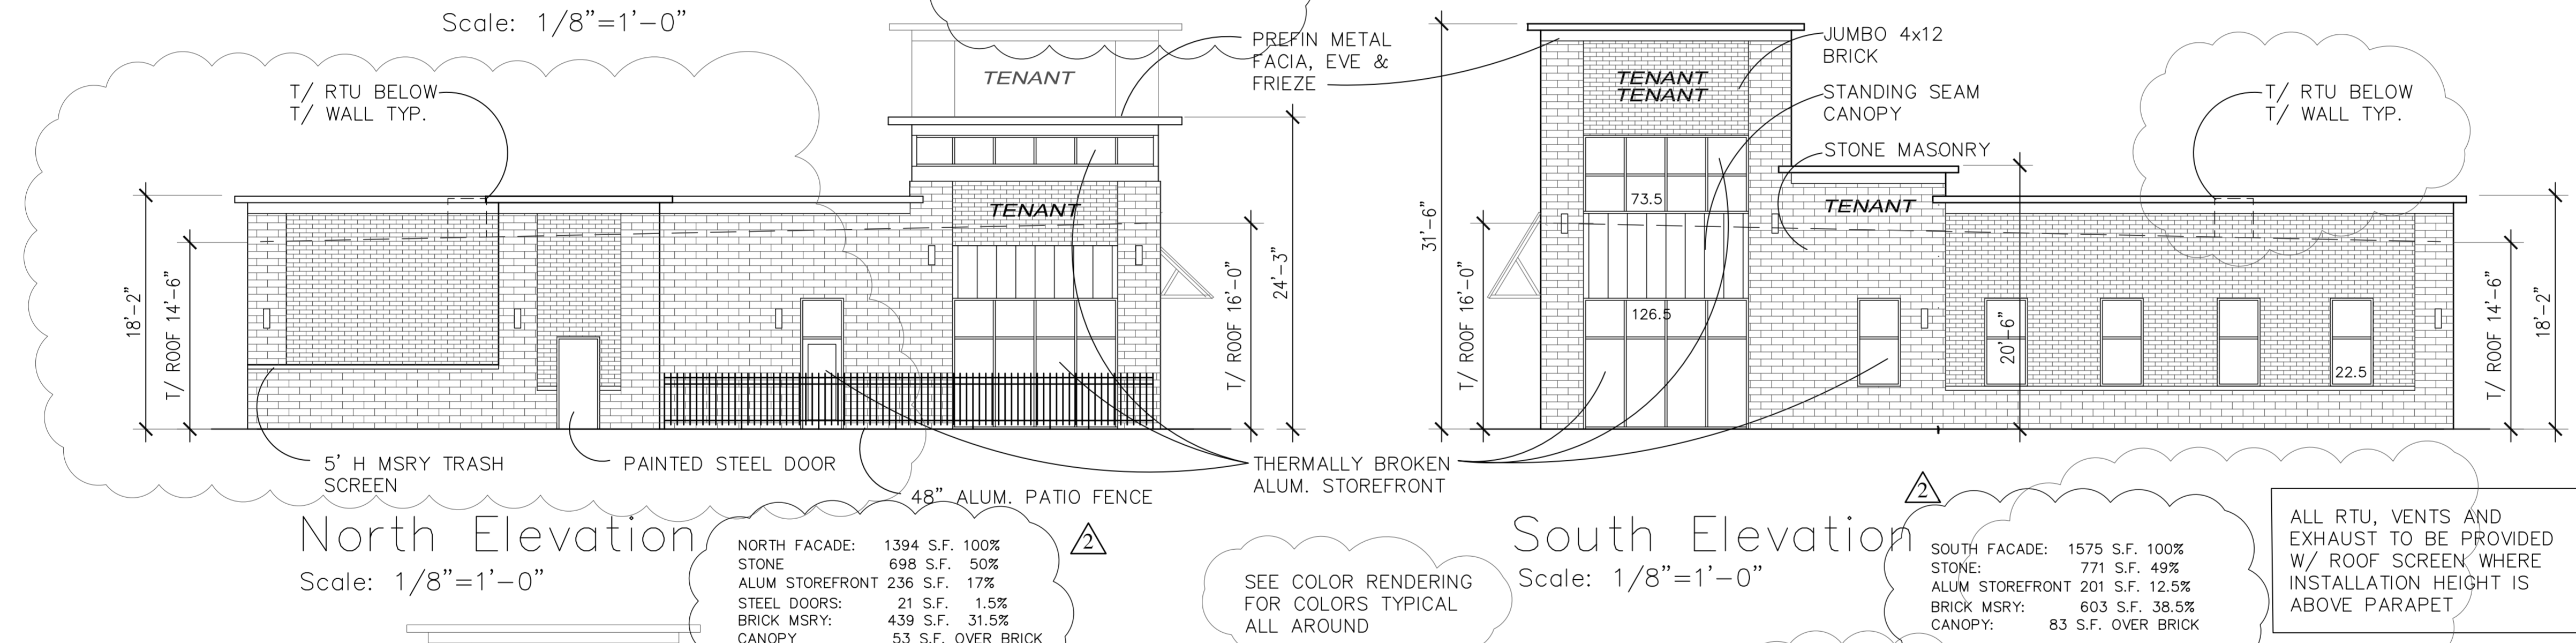 Scale: 1/8"=1'-0"
T/ RTU BELOW
T/ WALL TYP.
TENANT
TENANT
PREFIN METAL
FACIA, EVE &
FRIEZE
18'-2"
T/ ROOF 14'-6"
T/ ROOF 16'-0"
24'-3"
5' H MSRY TRASH
SCREEN
PAINTED STEEL DOOR
48" ALUM. PATIO FENCE
THERMALLY BROKEN
ALUM. STOREFRONT
North Elevation
Scale: 1/8"=1'-0"
NORTH FACADE: 1394 S.F. 100%
STONE 698 S.F. 50%
ALUM STOREFRONT 236 S.F. 17%
STEEL DOORS: 21 S.F. 1.5%
BRICK MSRY: 439 S.F. 31.5%
CANOPY 53 S.F. OVER BRICK
2
31'-6"
T/ ROOF 16'-0"
TENANT
TENANT
JUMBO 4x12
BRICK
STANDING SEAM
CANOPY
STONE MASONRY
TENANT
73.5
126.5
T/ RTU BELOW
T/ WALL TYP.
20'-6"
22.5
T/ ROOF 14'-6"
18'-2"
SEE COLOR RENDERING
FOR COLORS TYPICAL
ALL AROUND
South Elevation
Scale: 1/8"=1'-0"
2
SOUTH FACADE: 1575 S.F. 100%
STONE: 771 S.F. 49%
ALUM STOREFRONT 201 S.F. 12.5%
BRICK MSRY: 603 S.F. 38.5%
CANOPY: 83 S.F. OVER BRICK
ALL RTU, VENTS AND
EXHAUST TO BE PROVIDED
W/ ROOF SCREEN WHERE
INSTALLATION HEIGHT IS
ABOVE PARAPET